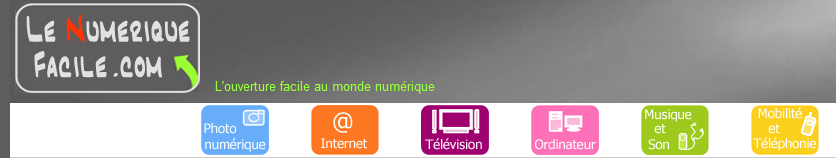 LE NUMERIQUE
FACILE.COM
L'ouverture facile au monde numérique
Photo
numérique
@
Internet
Télévision
Ordinateur
Musique
et
Son
Mobilité
et
Téléphonie